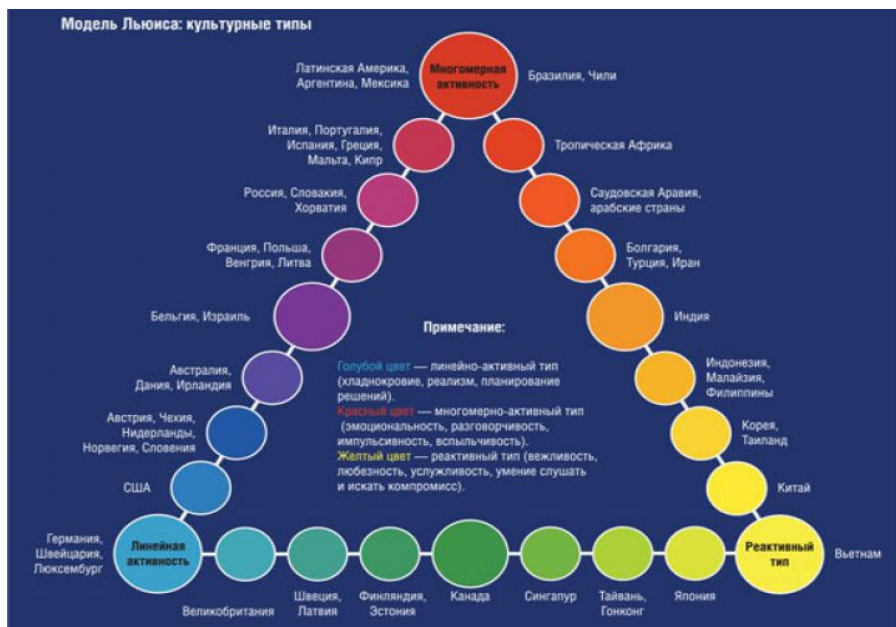 Модель Льюиса: культурные типы
Латинская Америка,
Аргентина, Мексика
Многомерная
активность
Бразилия, Чили
Италия, Португалия,
Испания, Греция,
Мальта, Кипр
Тропическая Африка
Россия, Словакия,
Хорватия
Саудовская Аравия,
арабские страны
Франция, Польша,
Венгрия, Литва
Болгария,
Турция, Иран
Бельгия, Израиль
Индия
Примечание:
Голубой цвет — линейно-активный тип
(хладнокровие, реализм, планирование
решений).
Красный цвет — многомерно-активный тип
(эмоциональность, разговорчивость,
импульсивность, вспыльчивость).
Желтый цвет — реактивный тип (вежливость,
любезность, услужливость, умение слушать
и искать компромисс).
Австралия,
Дания, Ирландия
Индонезия,
Малайзия,
Филиппины
Австрия, Чехия,
Нидерланды,
Норвегия, Словения
Корея,
Таиланд
США
Китай
Германия,
Швейцария,
Люксембург
Линейная
активность
Реактивный
тип
Вьетнам
Великобритания
Швеция,
Латвия
Финляндия,
Эстония
Канада
Сингапур
Тайвань,
Гонконг
Япония